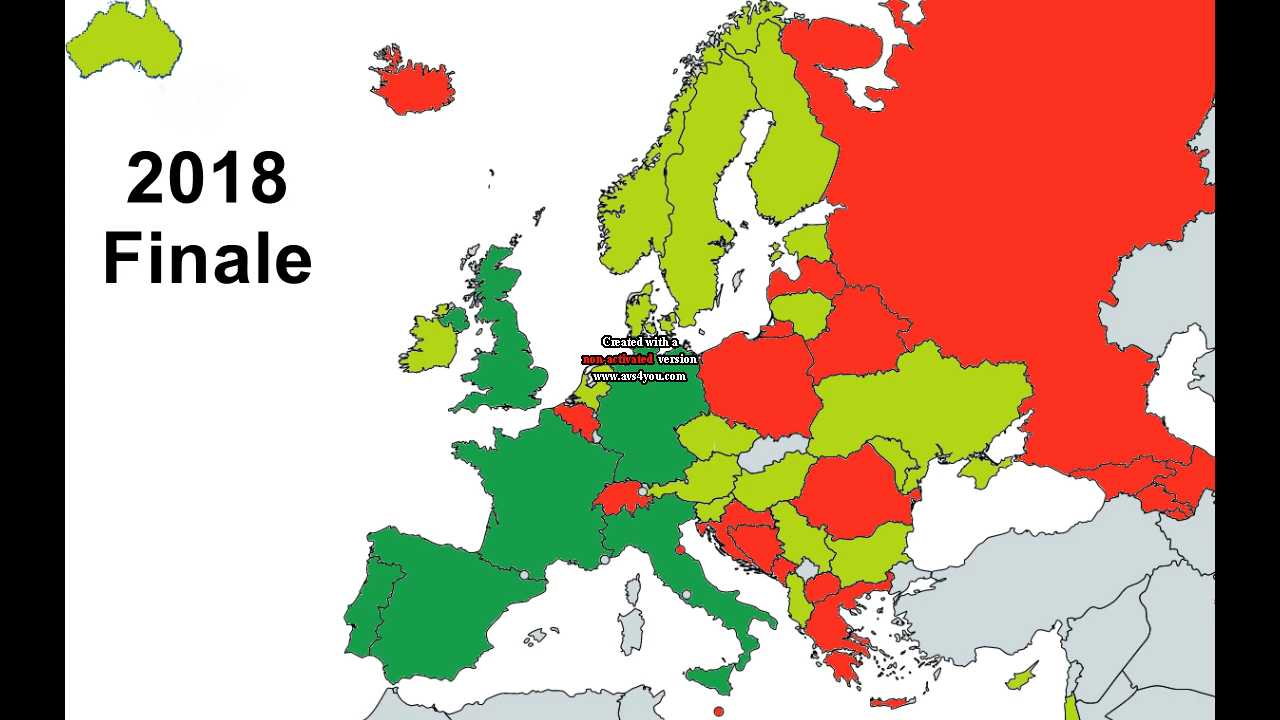 2018
Finale
Created with a
non-activated version
www.avs4you.com